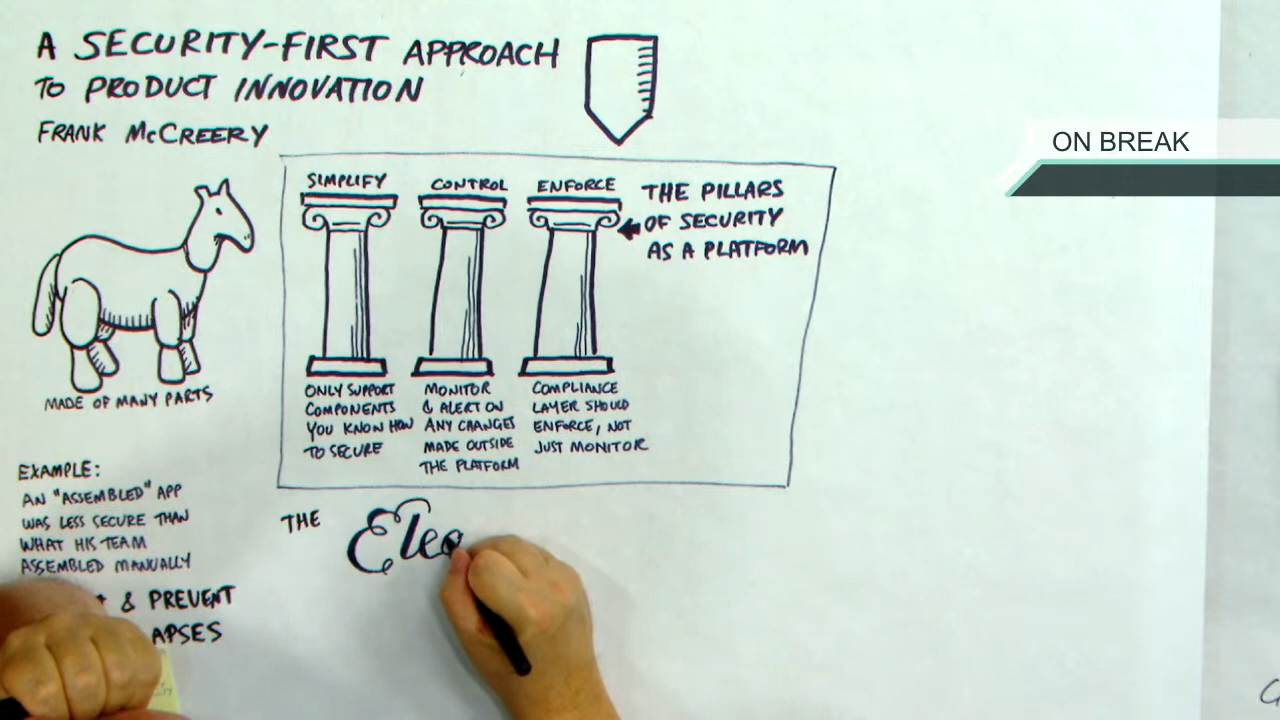 A SECURITY-FIRST APPROACH
TO PRODUCT INNOVATION
FRANK McCREERY
MADE OF MANY PARTS
EXAMPLE:
AN "ASSEMBLED" APP
WAS LESS SECURE THAN
WHAT HIS TEAM
ASSEMBLED MANUALLY
& PREVENT
SIMPLIFY
ONLY SUPPORT
COMPONENTS
YOU KNOW HOW
TO SECURE
CONTROL
MONITOR
& ALERT ON
ANY CHANGES
MADE OUTSIDE
THE PLATFORM
ENFORCE
COMPLIANCE
LAYER SHOULD
ENFORCE, NOT
JUST MONITOR
THE PILLARS
OF SECURITY
AS A PLATFORM
THE
ON BREAK